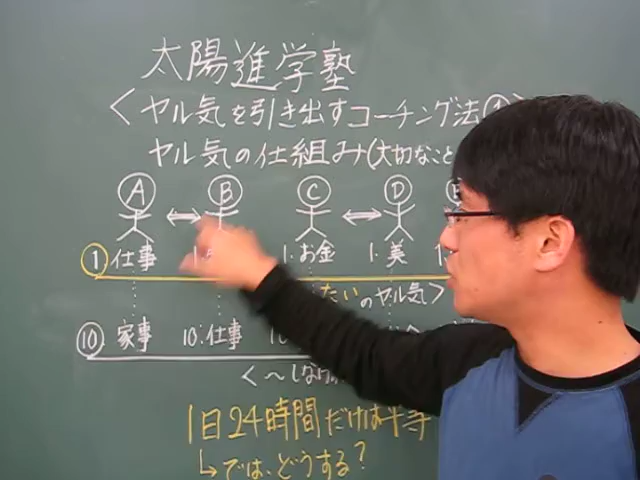 太陽進学塾
<ヤル気を引き出すコーチング法①>
ヤル気の仕組み(大切なこと
A ⇔ B C ⇔ D
① 仕事 1. 1.お金 1.美
たいのヤル気>
⑩ 家事 10.仕事 10
<～しなけ
1日24時間だけは平等
↳では、どうする?